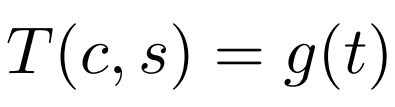 T(c, s) = g(t)